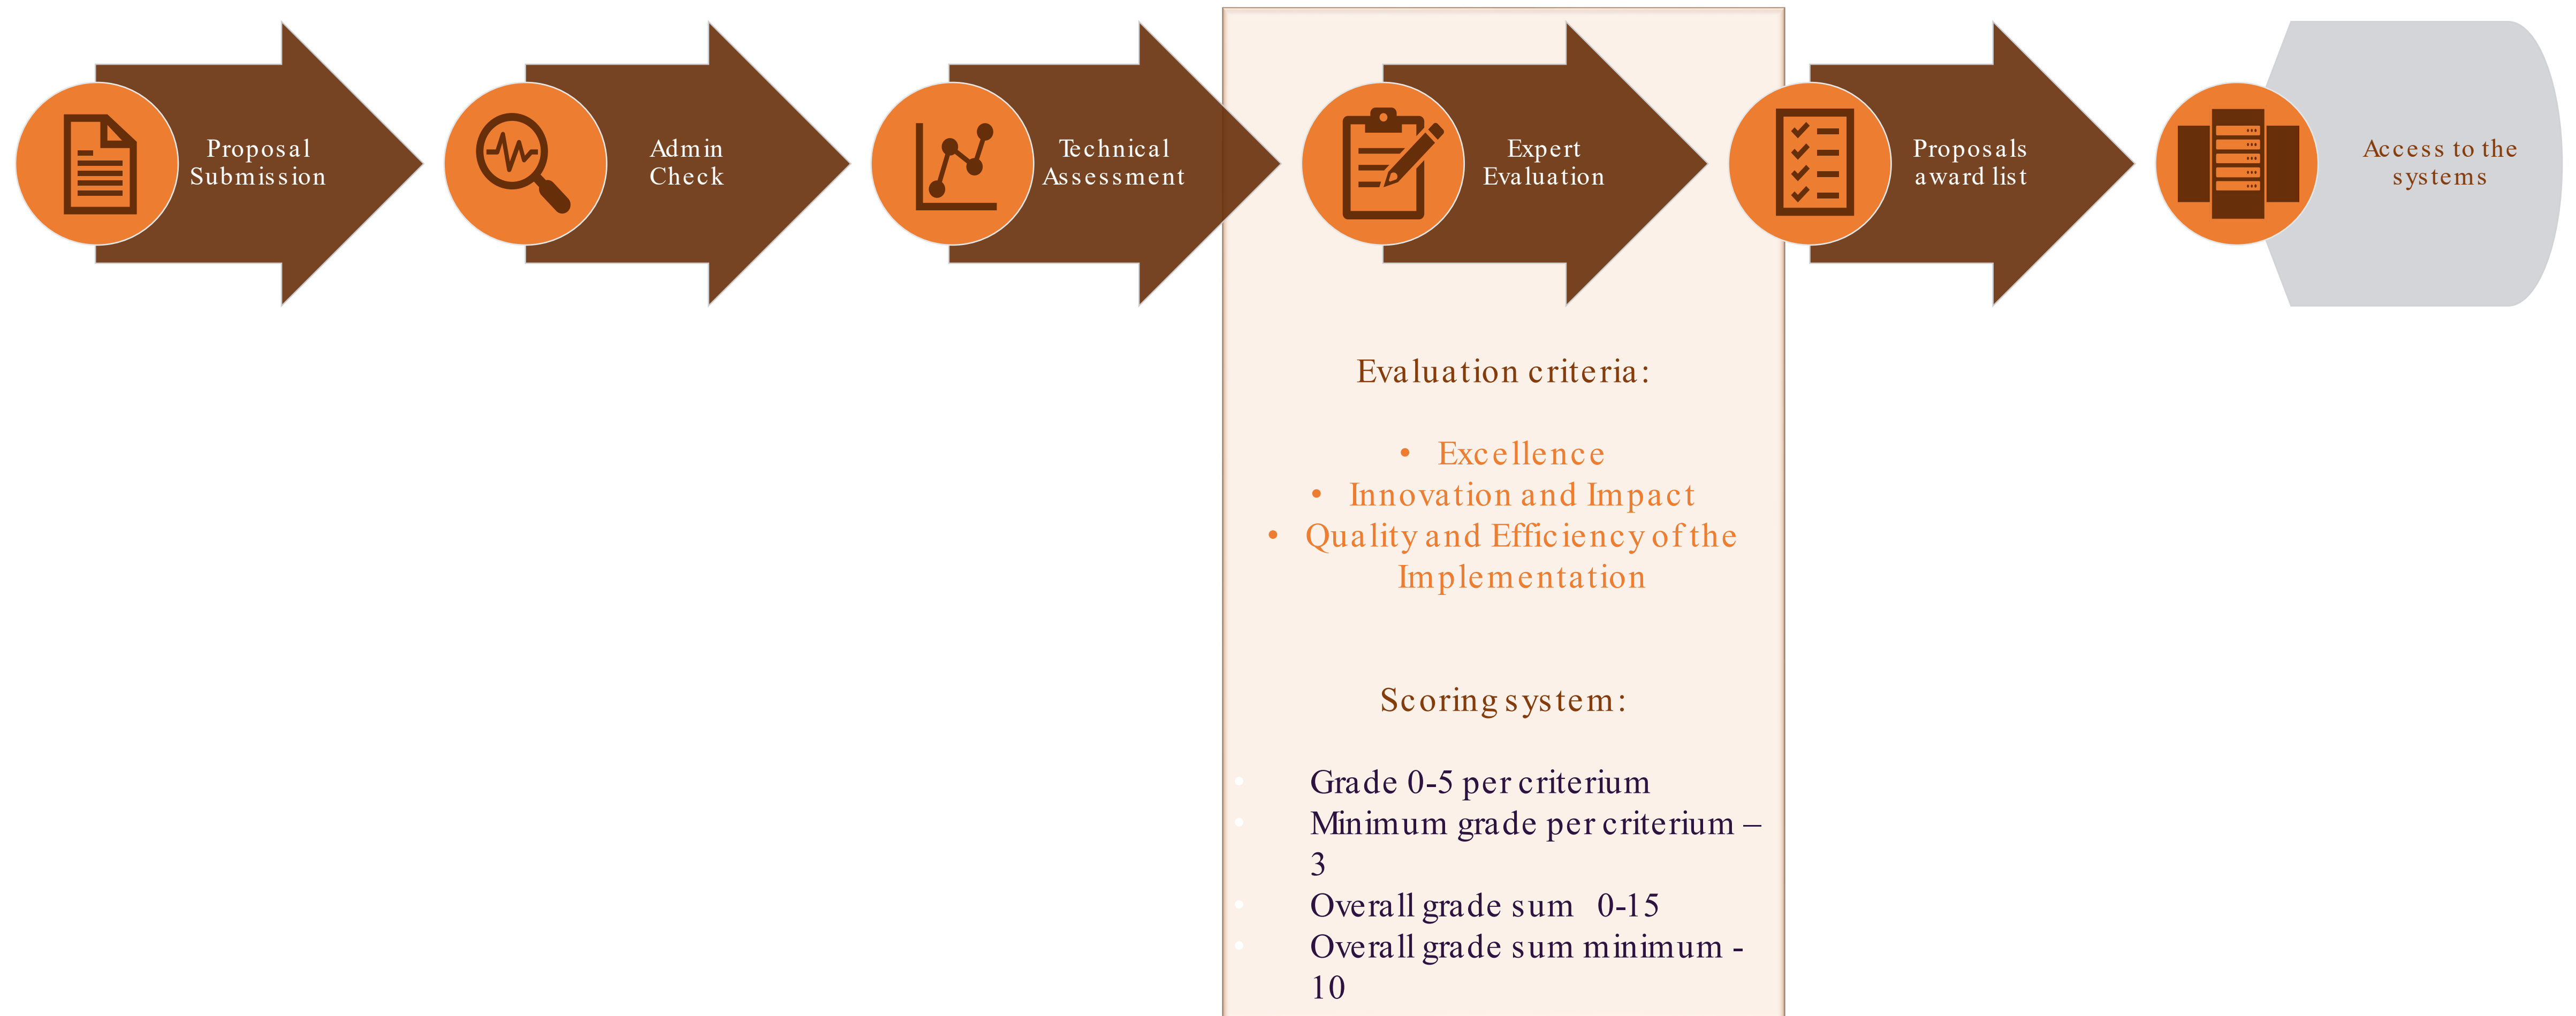 Proposal
Submission
Admin
Check
Technical
Assessment
Expert
Evaluation
Proposals
award list
Access to the
systems
Evaluation criteria:
• Excellence
• Innovation and Impact
• Quality and Efficiency of the
Implementation
Scoring system:
• Grade 0-5 per criterium
• Minimum grade per criterium –
3
• Overall grade sum 0-15
• Overall grade sum minimum -
10